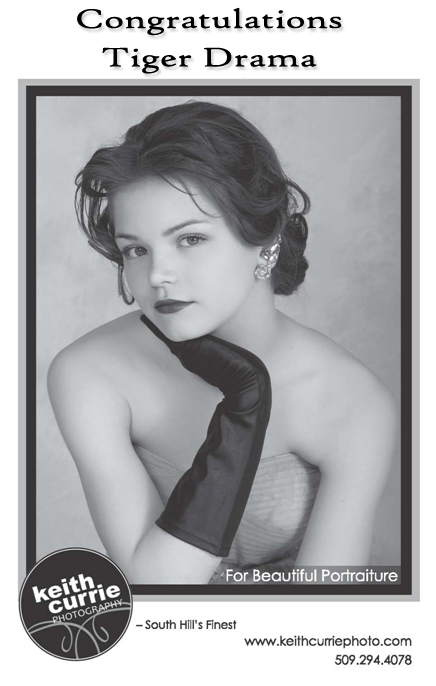 Congratulations
Tiger Drama
For Beautiful Portraiture
keith
currie
PHOTOGRAPHY
– South Hill's Finest
www.keithcurriephoto.com
509.294.4078